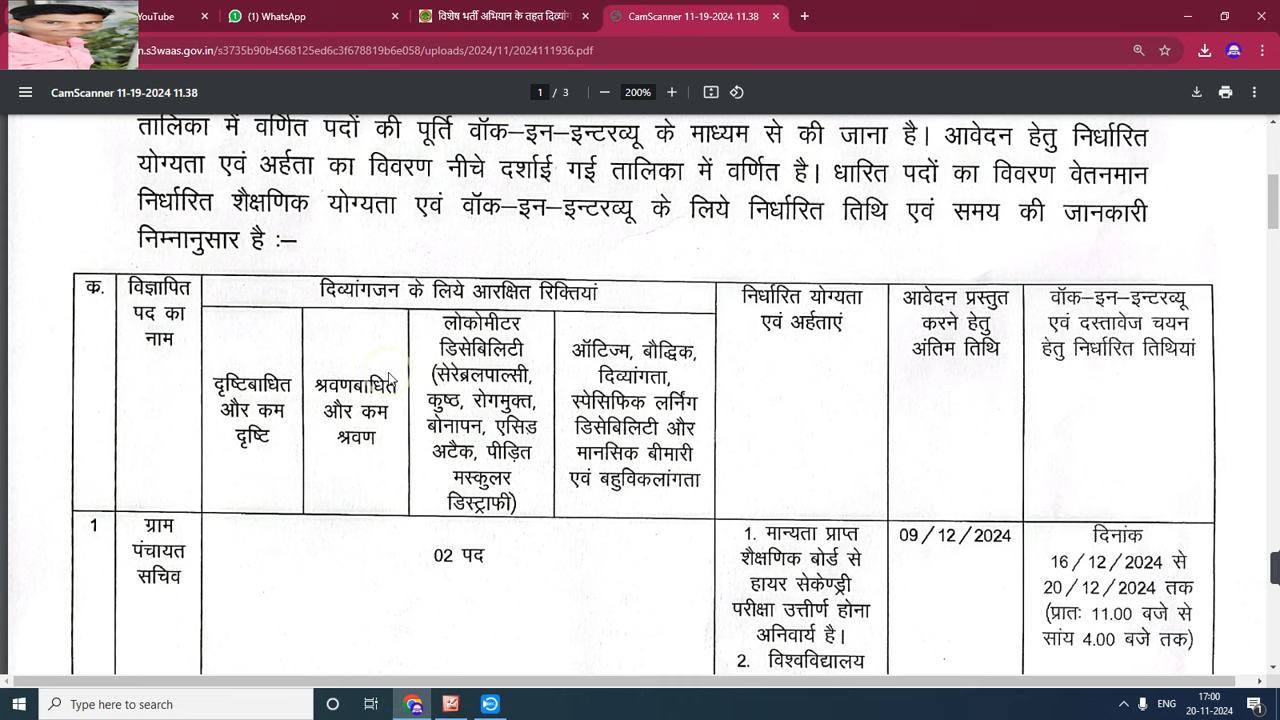 YouTube
(1) WhatsApp
भर्ती अभियान के तहत दिव्यां
CamScanner 11-19-2024 11.38
n.s3waas.gov.in/s3735b90b4568125ed6c3f678819b6e058/uploads/2024/11/2024111936.pdf
CamScanner 11-19-2024 11.38
1 / 3
200%
तालिका में वर्णित पदों की पूर्ति वॉक–इन–इन्टरव्यू के माध्यम से की जाना है। आवेदन हेतु निर्धारित
योग्यता एवं अर्हता का विवरण नीचे दर्शाई गई तालिका में वर्णित है। धारित पदों का विवरण वेतनमान
निर्धारित शैक्षणिक योग्यता एवं वॉक–इन–इन्टरव्यू के लिये निर्धारित तिथि एवं समय की जानकारी
निम्नानुसार है :–
क.
विज्ञापित
पद का
नाम
दिव्यांगजन के लिये आरक्षित रिक्तियां
दृष्टिबाधित
और कम
दृष्टि
श्रवणबाधित
और कम
श्रवण
लोकोमीटर
डिसेबिलिटी
(सेरेब्रलपाल्सी,
कुष्ठ, रोगमुक्त,
बोनापन, एसिड
अटैक, पीड़ित
मस्कुलर
डिस्ट्राफी)
ऑटिज्म, बौद्धिक,
दिव्यांगता,
स्पेसिफिक लर्निंग
डिसेबिलिटी और
मानसिक बीमारी
एवं बहुविकलांगता
निर्धारित योग्यता
एवं अर्हताएं
आवेदन प्रस्तुत
करने हेतु
अंतिम तिथि
वॉक–इन–इन्टरव्यू
एवं दस्तावेज चयन
हेतु निर्धारित तिथियां
1
ग्राम
पंचायत
सचिव
02 पद
1. मान्यता प्राप्त
शैक्षणिक बोर्ड से
हायर सेकेण्ड्री
परीक्षा उत्तीर्ण होना
अनिवार्य है।
2. विश्वविद्यालय
09/12/2024
दिनांक
16/12/2024 से
20/12/2024 तक
(प्रातः 11.00 बजे से
सांय 4.00 बजे तक)
Type here to search
ENG
17:00
20-11-2024